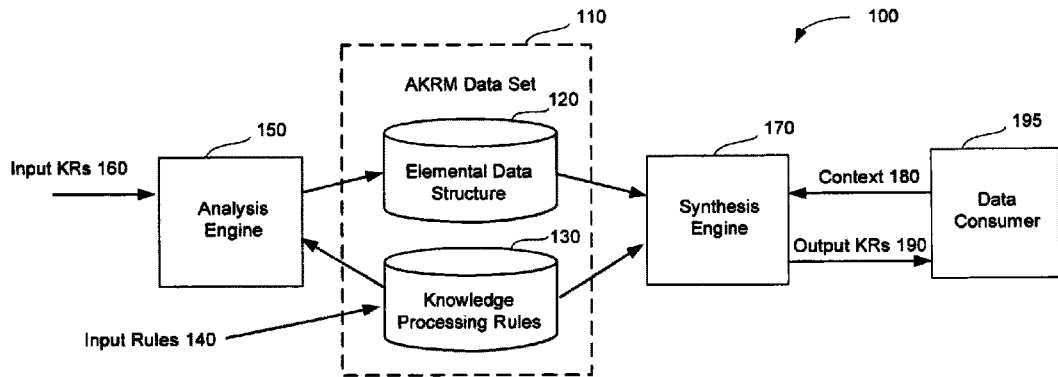 110
100
AKRM Data Set
120
150
170
195
Input KRs 160
Elemental Data
Structure
Context 180
Analysis
Engine
Synthesis
Engine
Data
Consumer
130
Output KRs 190
Knowledge
Processing Rules
Input Rules 140